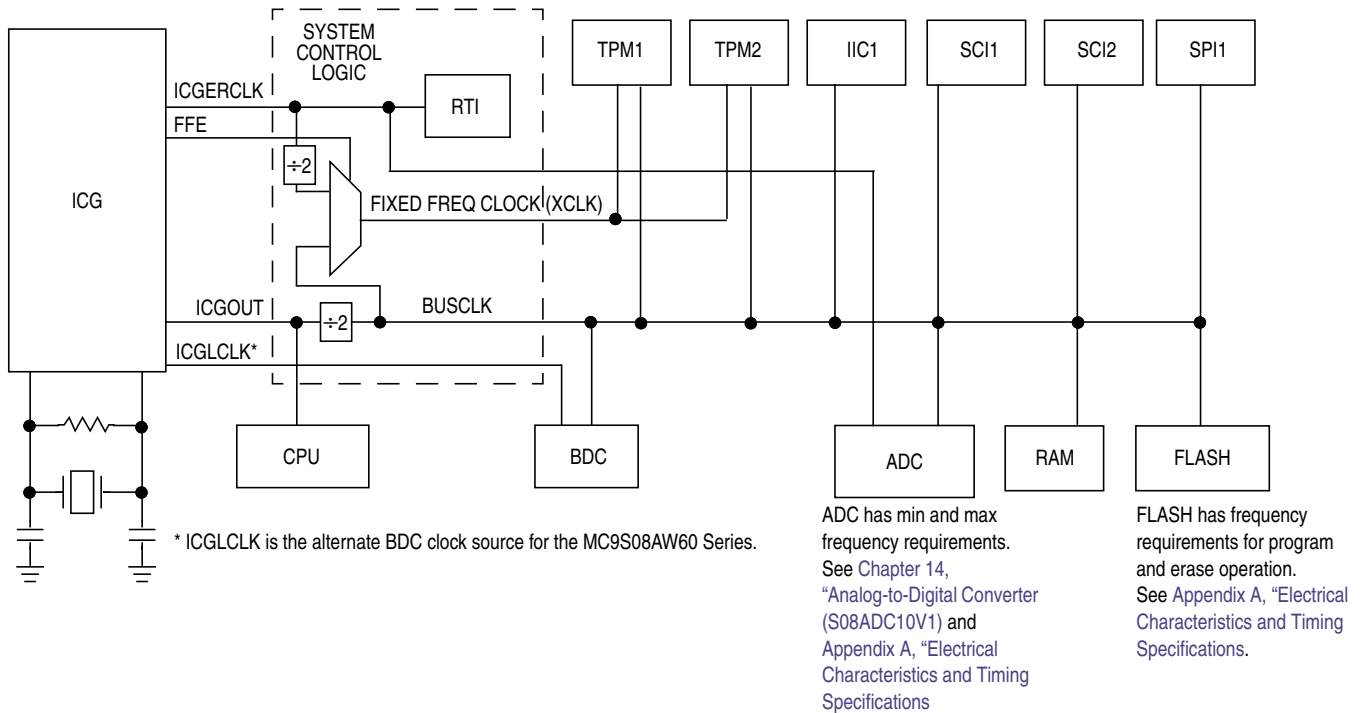 SYSTEM
CONTROL
LOGIC
TPM1
TPM2
IIC1
SCI1
SCI2
SPI1
ICGERCLK
RTI
FFE
÷2
ICG
FIXED FREQ CLOCK (XCLK)
ICGOUT
÷2
BUSCLK
ICGLCLK*
CPU
BDC
ADC
RAM
FLASH
* ICGLCLK is the alternate BDC clock source for the MC9S08AW60 Series.
ADC has min and max
frequency requirements.
See Chapter 14,
“Analog-to-Digital Converter
(S08ADC10V1) and
Appendix A, “Electrical
Characteristics and Timing
Specifications
FLASH has frequency
requirements for program
and erase operation.
See Appendix A, “Electrical
Characteristics and Timing
Specifications.